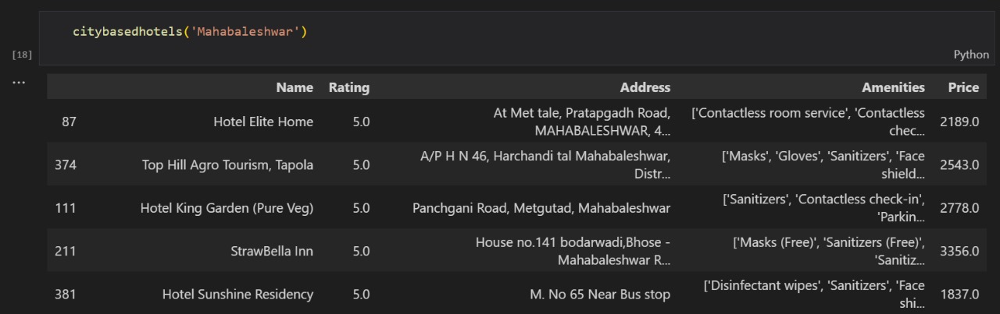 citybasedhotels('Mahabaleshwar')
[18]
Python
...
Name Rating Address Amenities Price
87 Hotel Elite Home 5.0 At Met tale, Pratapgadh Road, ['Contactless room service', 'Contactless 2189.0
MAHABALESHWAR, 4... chec...
374 Top Hill Agro Tourism, Tapola 5.0 A/P H N 46, Harchandi tal Mahabaleshwar, ['Masks', 'Gloves', 'Sanitizers', 'Face 2543.0
Distr... shield...
111 Hotel King Garden (Pure Veg) 5.0 Panchgani Road, Metgutad, Mahabaleshwar ['Sanitizers', 'Contactless check-in', 2778.0
'Parkin...
211 StrawBella Inn 5.0 House no.141 bodarwadi,Bhose - ['Masks (Free)', 'Sanitizers (Free)', 3356.0
Mahabaleshwar R... 'Sanitiz...
381 Hotel Sunshine Residency 5.0 M. No 65 Near Bus stop ['Disinfectant wipes', 'Sanitizers', 'Face 1837.0
shi...